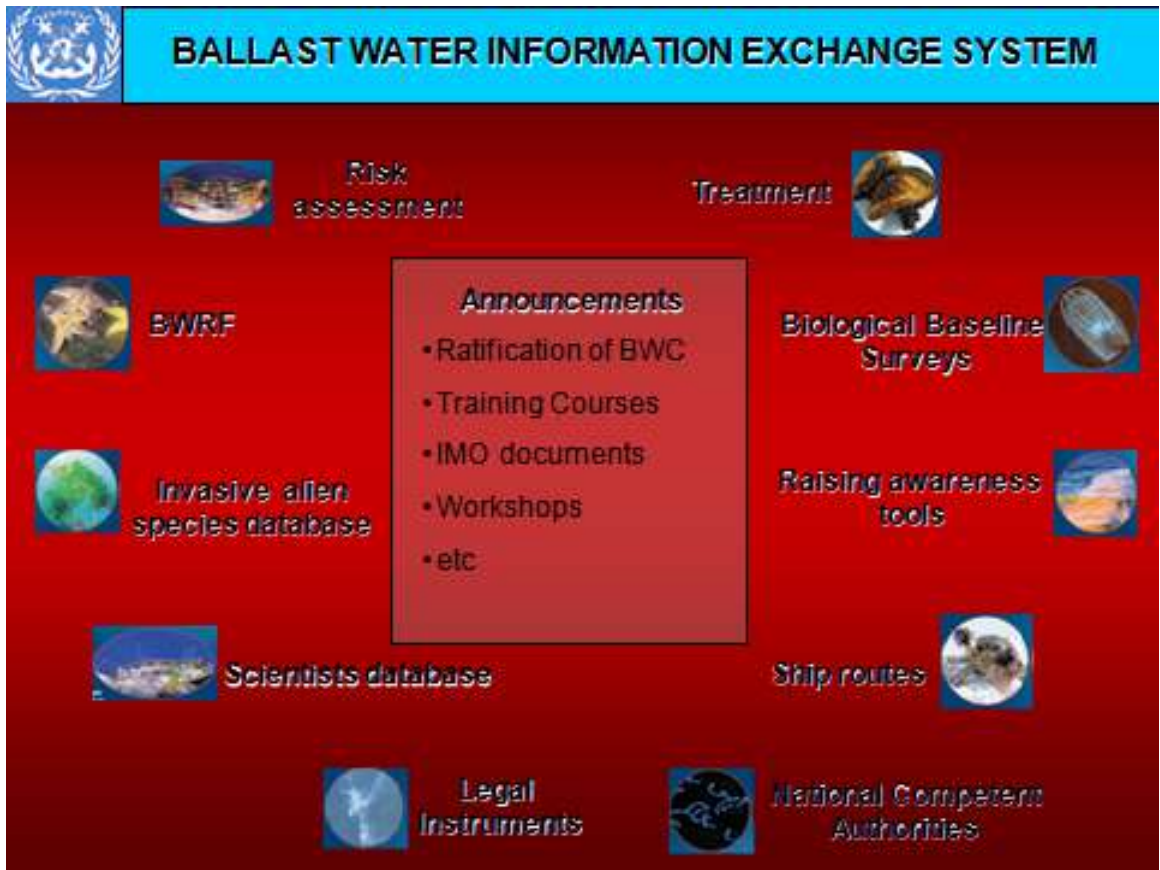 BALLAST WATER INFORMATION EXCHANGE SYSTEM
Risk
assessment
Treatment
BWRF
Announcements
•Ratification of BWC
•Training Courses
•IMO documents
•Workshops
•etc
Biological Baseline
Surveys
Invasive alien
species database
Raising awareness
tools
Scientists database
Ship routes
Legal
Instruments
National Competent
Authorities